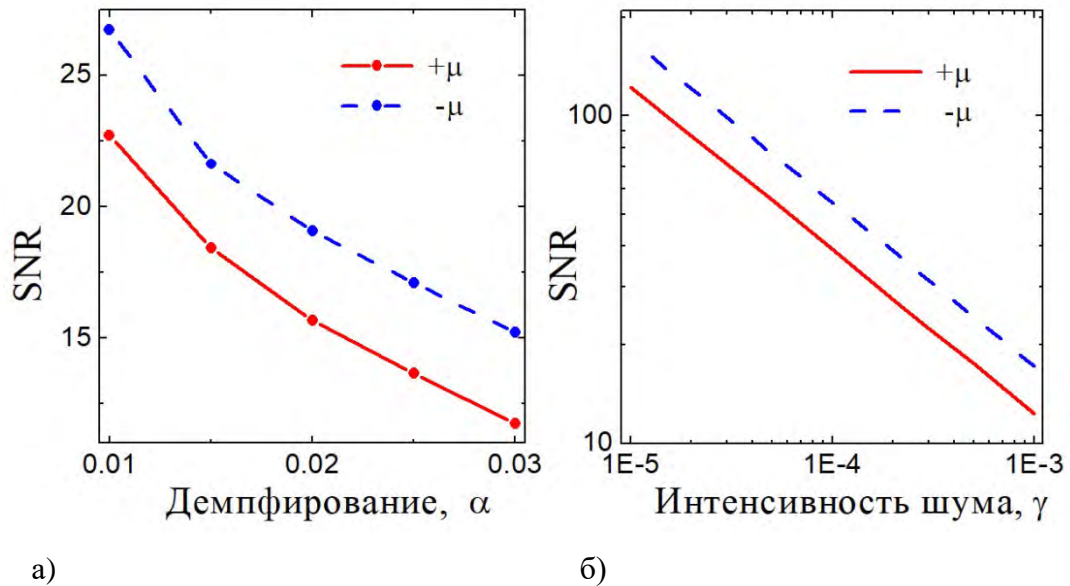 25
20
15
SNR
+μ
-μ
0.01
0.02
0.03
Демпфирование, α
100
10
SNR
+μ
-μ
1E-5
1E-4
1E-3
Интенсивность шума, γ
а)
б)